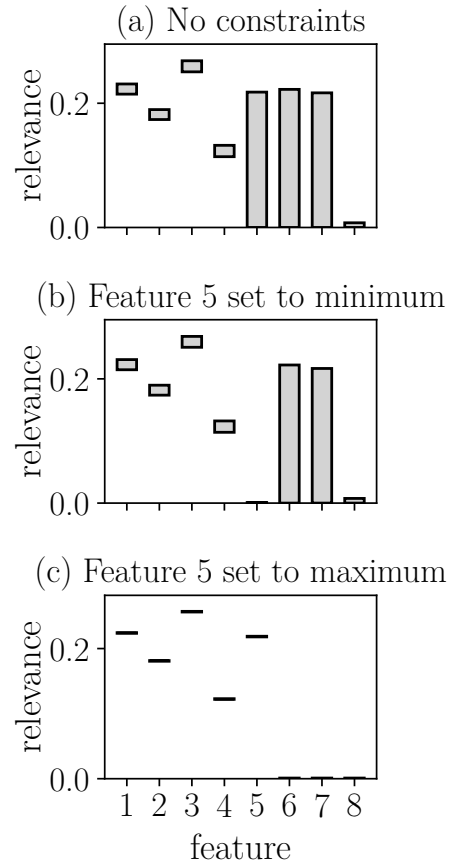 (a) No constraints
relevance
0.2
0.0
(b) Feature 5 set to minimum
relevance
0.2
0.0
(c) Feature 5 set to maximum
relevance
0.2
0.0
1 2 3 4 5 6 7 8
feature